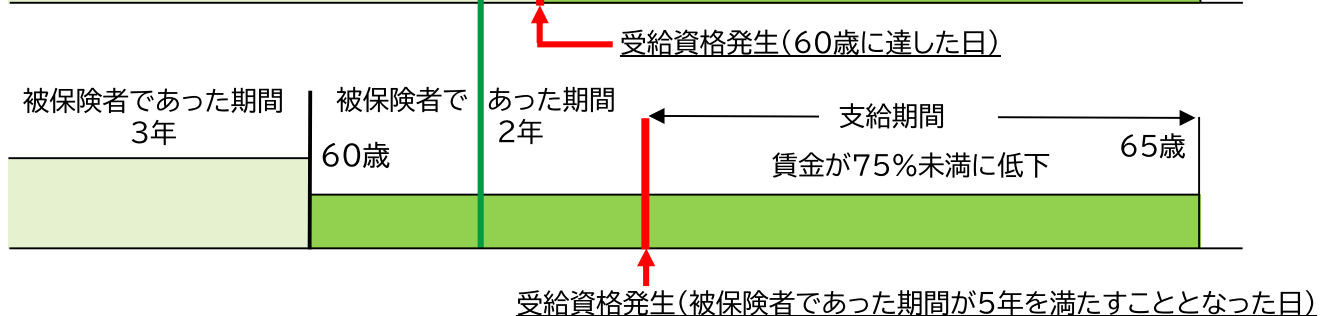 受給資格発生(60歳に達した日)
被保険者であった期間
3年
被保険者で あった期間
2年
支給期間
60歳
65歳
賃金が75%未満に低下
受給資格発生(被保険者であった期間が5年を満たすこととなった日)